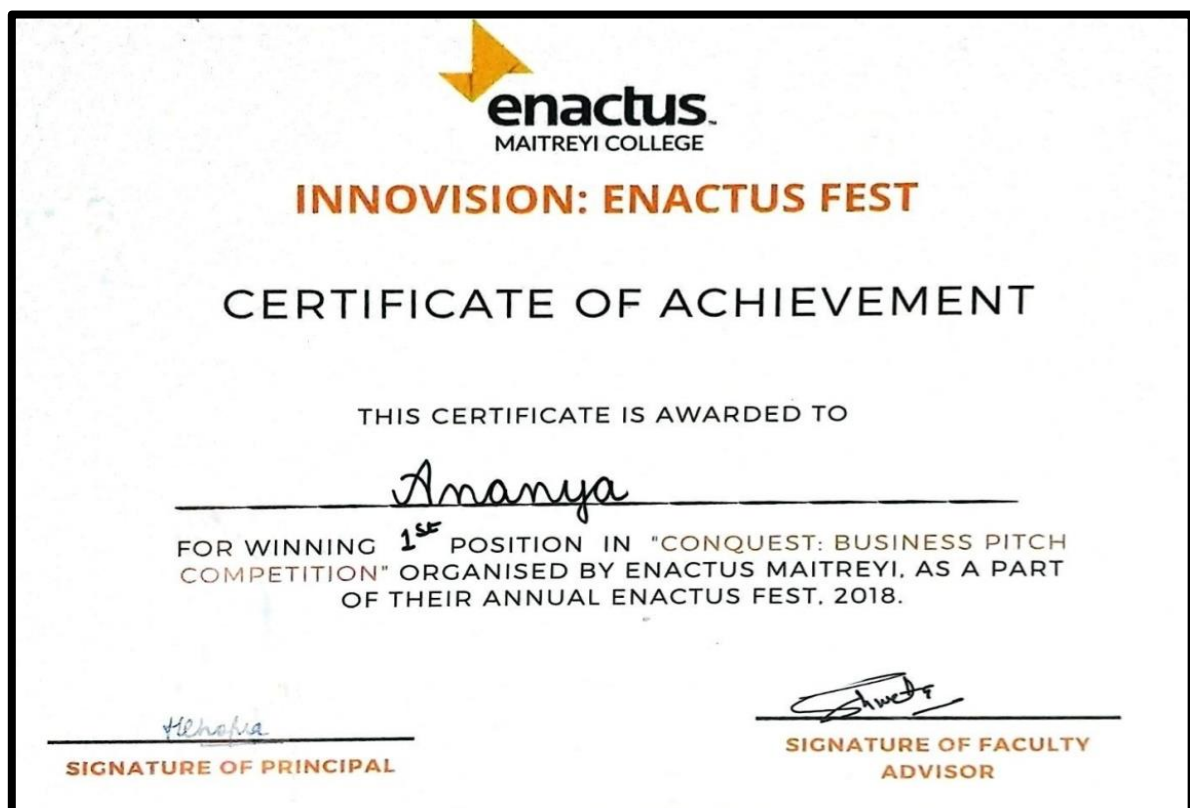 enactus™
MAITREYI COLLEGE
INNOVISION: ENACTUS FEST
CERTIFICATE OF ACHIEVEMENT
THIS CERTIFICATE IS AWARDED TO
Ananya
FOR WINNING 1st POSITION IN "CONQUEST: BUSINESS PITCH
COMPETITION" ORGANISED BY ENACTUS MAITREYI, AS A PART
OF THEIR ANNUAL ENACTUS FEST, 2018.
SIGNATURE OF PRINCIPAL
SIGNATURE OF FACULTY
ADVISOR